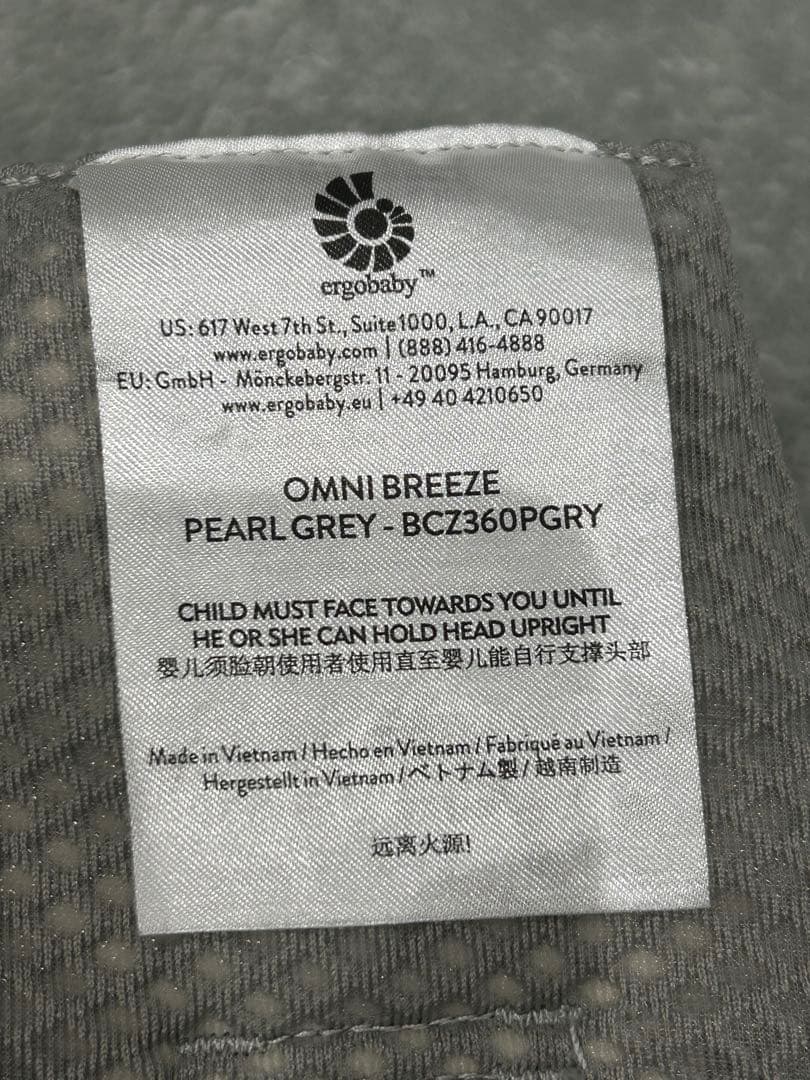 ergobaby™
US: 617 West 7th St., Suite 1000, L.A., CA 90017
www.ergobaby.com | (888) 416-4888
EU: GmbH - Mönckebergstr. 11 - 20095 Hamburg, Germany
www.ergobaby.eu | +49 40 4210650
OMNI BREEZE
PEARL GREY - BCZ360PGRY
CHILD MUST FACE TOWARDS YOU UNTIL
HE OR SHE CAN HOLD HEAD UPRIGHT
婴儿须脸朝使用者使用直至婴儿能自行支撑头部
Made in Vietnam / Hecho en Vietnam / Fabriqué au Vietnam /
Hergestellt in Vietnam / ベトナム製 / 越南制造
远离火源!